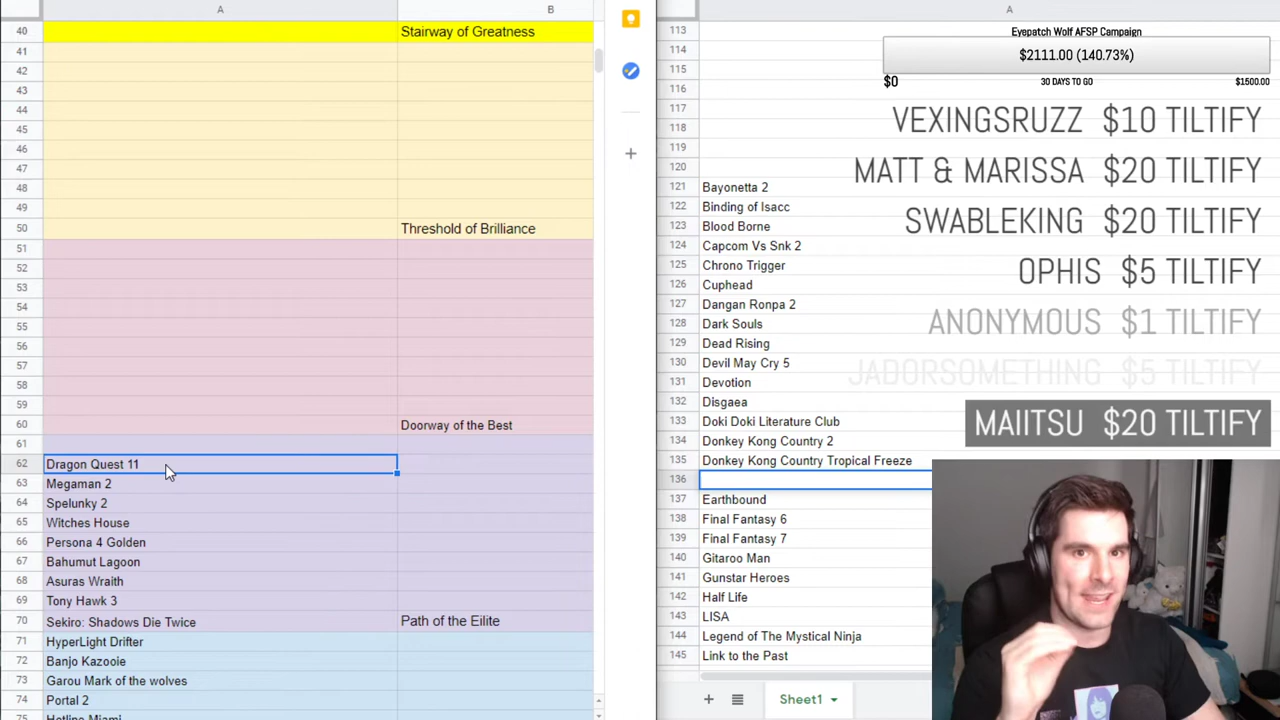 A
B
40 Stairway of Greatness
41
42
43
44
45
46
47
48
49
50 Threshold of Brilliance
51
52
53
54
55
56
57
58
59
60 Doorway of the Best
61
62 Dragon Quest 11
63 Megaman 2
64 Spelunky 2
65 Witches House
66 Persona 4 Golden
67 Bahumut Lagoon
68 Asuras Wraith
69 Tony Hawk 3
70 Sekiro: Shadows Die Twice Path of the Eilite
71 HyperLight Drifter
72 Banjo Kazooie
73 Garou Mark of the wolves
74 Portal 2
75 Hotline Miami
A
113
114
115
116
117
118
119
120
121 Bayonetta 2
122 Binding of Isacc
123 Blood Borne
124 Capcom Vs Snk 2
125 Chrono Trigger
126 Cuphead
127 Dangan Ronpa 2
128 Dark Souls
129 Dead Rising
130 Devil May Cry 5
131 Devotion
132 Disgaea
133 Doki Doki Literature Club
134 Donkey Kong Country 2
135 Donkey Kong Country Tropical Freeze
136
137 Earthbound
138 Final Fantasy 6
139 Final Fantasy 7
140 Gitaroo Man
141 Gunstar Heroes
142 Half Life
143 LISA
144 Legend of The Mystical Ninja
145 Link to the Past
Sheet1
Eyepatch Wolf AFSP Campaign
$2111.00 (140.73%)
$0 30 DAYS TO GO $1500.00
VEXINGSRUZZ $10 TILTIFY
MATT & MARISSA $20 TILTIFY
SWABLEKING $20 TILTIFY
OPHIS $5 TILTIFY
ANONYMOUS $1 TILTIFY
JADORSOMETHING $5 TILTIFY
MAIITSU $20 TILTIFY